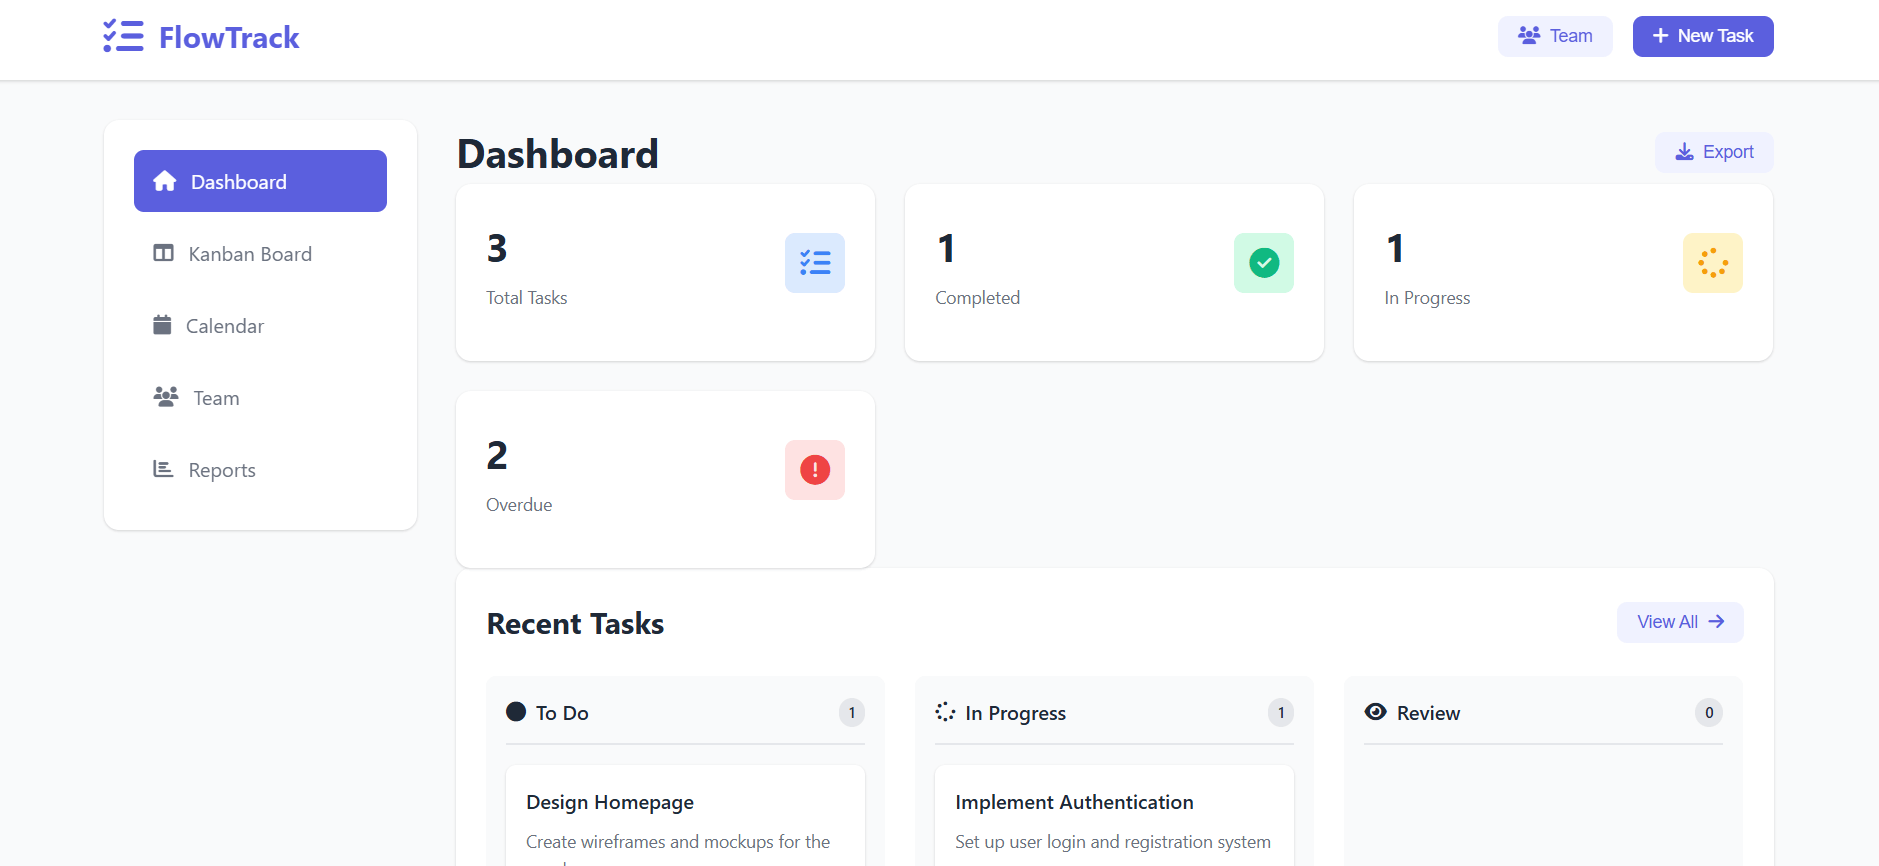 FlowTrack
Team
New Task
Dashboard
Kanban Board
Calendar
Team
Reports
Dashboard
Export
3
Total Tasks
1
Completed
1
In Progress
2
Overdue
Recent Tasks
View All
To Do 1
Design Homepage
Create wireframes and mockups for the
In Progress 1
Implement Authentication
Set up user login and registration system
Review 0